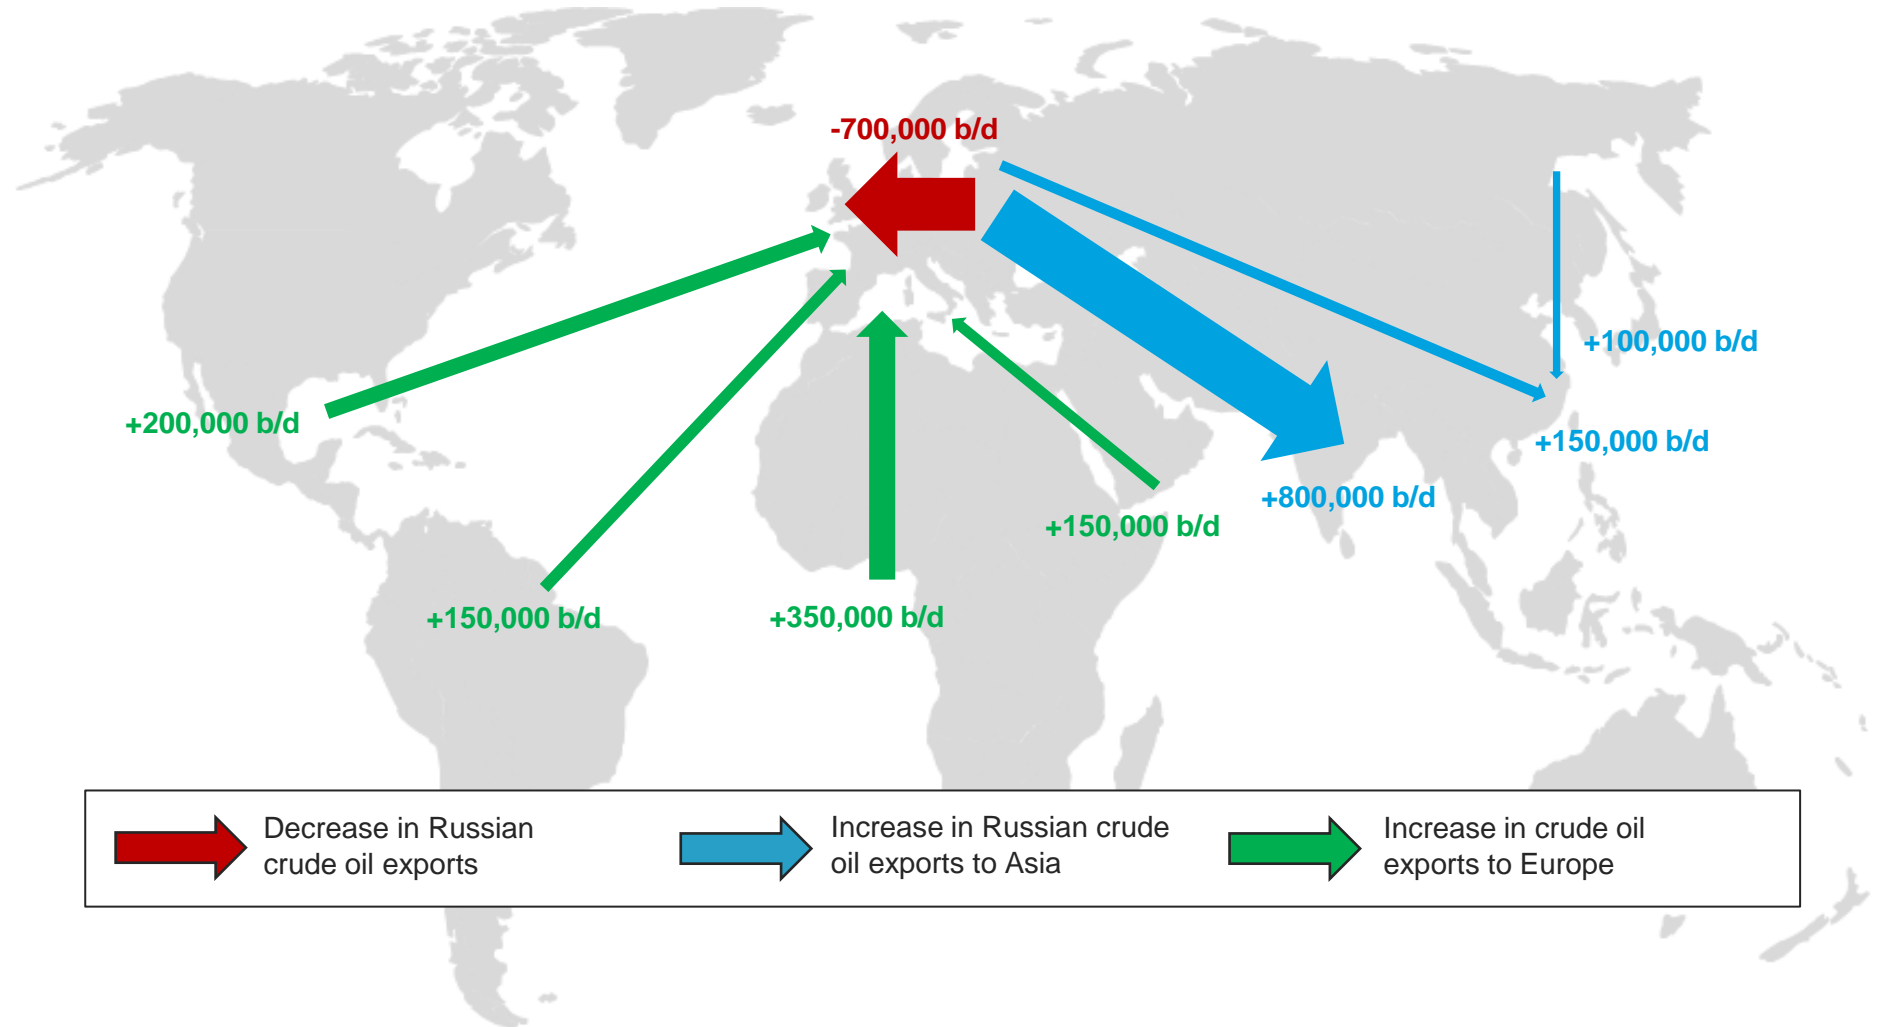 -700,000 b/d
+100,000 b/d
+200,000 b/d
+150,000 b/d
+800,000 b/d
+150,000 b/d
+150,000 b/d
+350,000 b/d
Decrease in Russian
crude oil exports
Increase in Russian crude
oil exports to Asia
Increase in crude oil
exports to Europe